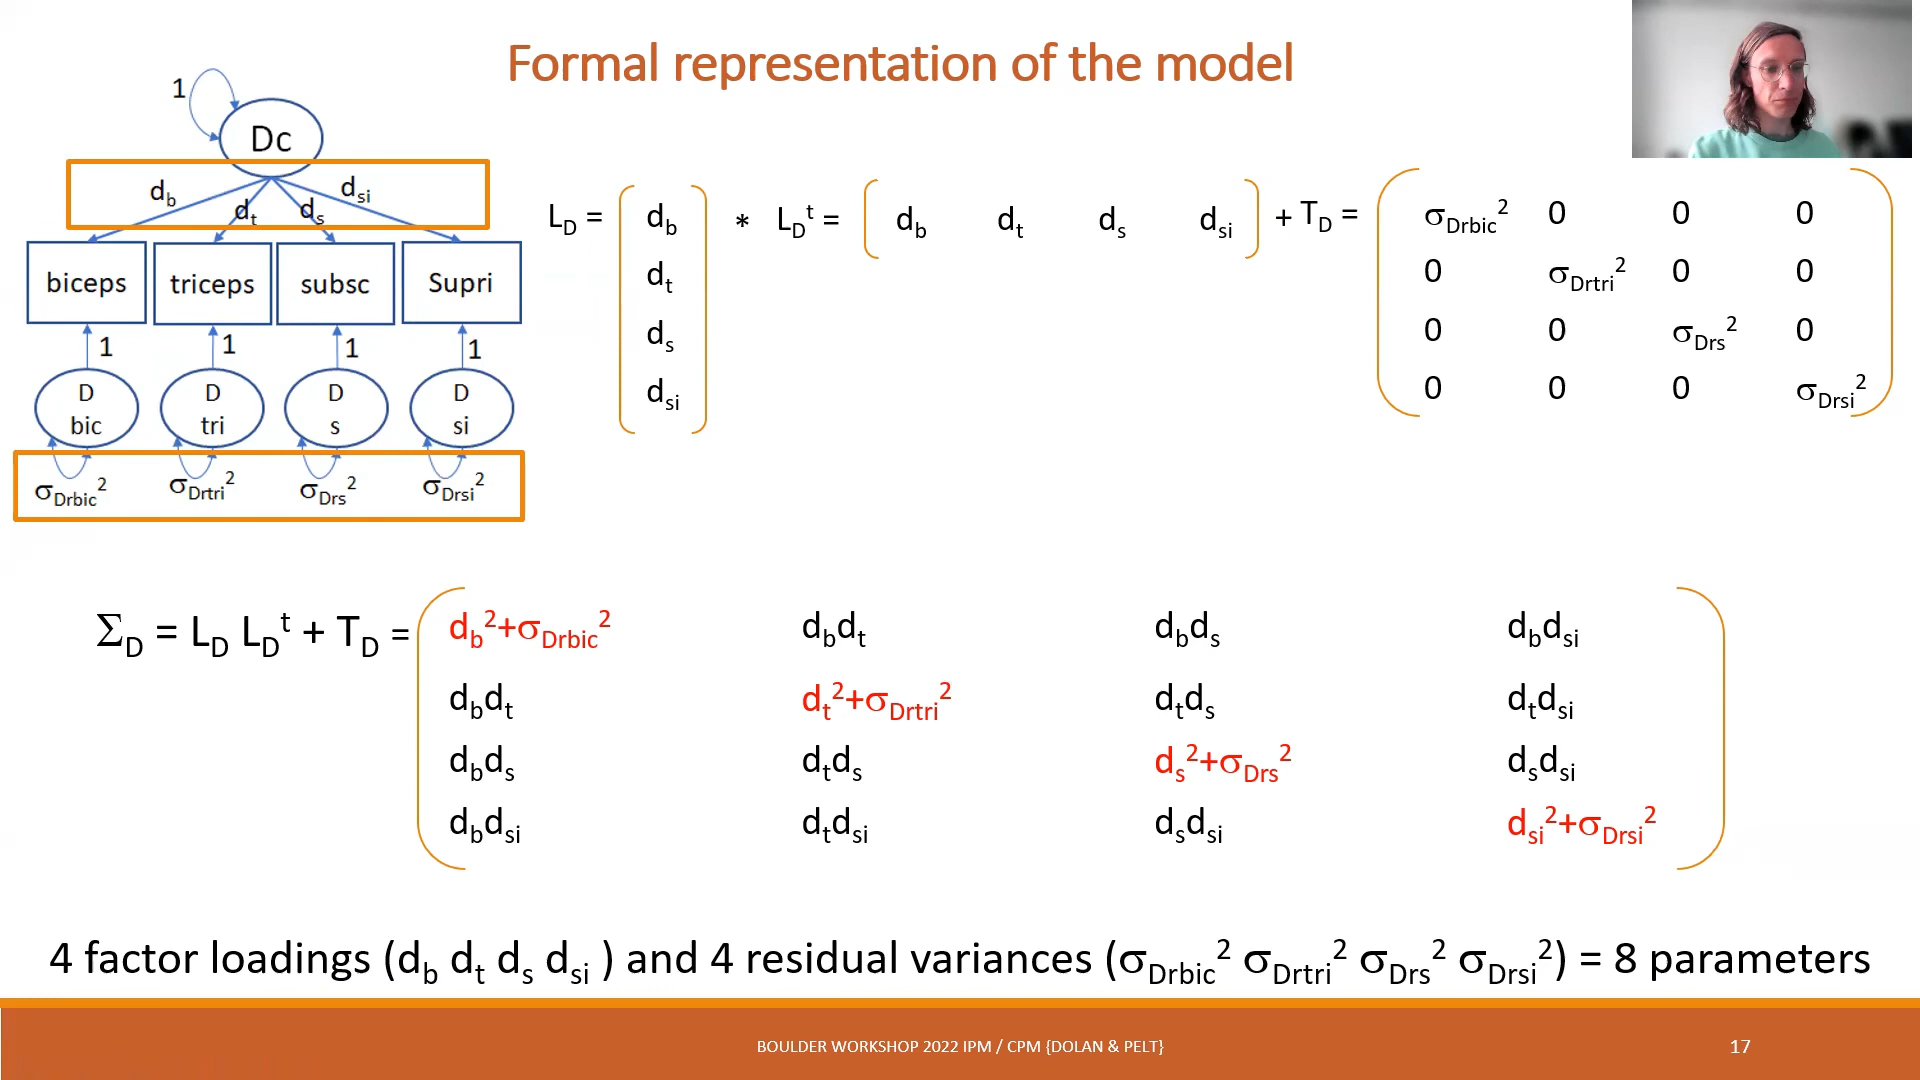 Formal representation of the model
1
Dc
d_b d_t d_s d_si
biceps triceps subsc Supri
1 1 1 1
D bic D tri D s D si
σ_Drbic² σ_Drtri² σ_Drs² σ_Drsi²
L_D = d_b * L_D^t = d_b d_t d_s d_si + T_D = σ_Drbic² 0 0 0
d_t 0 σ_Drtri² 0 0
d_s 0 0 σ_Drs² 0
d_si 0 0 0 σ_Drsi²
Σ_D = L_D L_D^t + T_D = d_b²+σ_Drbic² d_bd_t d_bd_s d_bd_si
d_bd_t d_t²+σ_Drtri² d_td_s d_td_si
d_bd_s d_td_s d_s²+σ_Drs² d_sd_si
d_bd_si d_td_si d_sd_si d_si²+σ_Drsi²
4 factor loadings (d_b d_t d_s d_si ) and 4 residual variances (σ_Drbic² σ_Drtri² σ_Drs² σ_Drsi²) = 8 parameters
BOULDER WORKSHOP 2022 IPM / CPM {DOLAN & PELT}
17